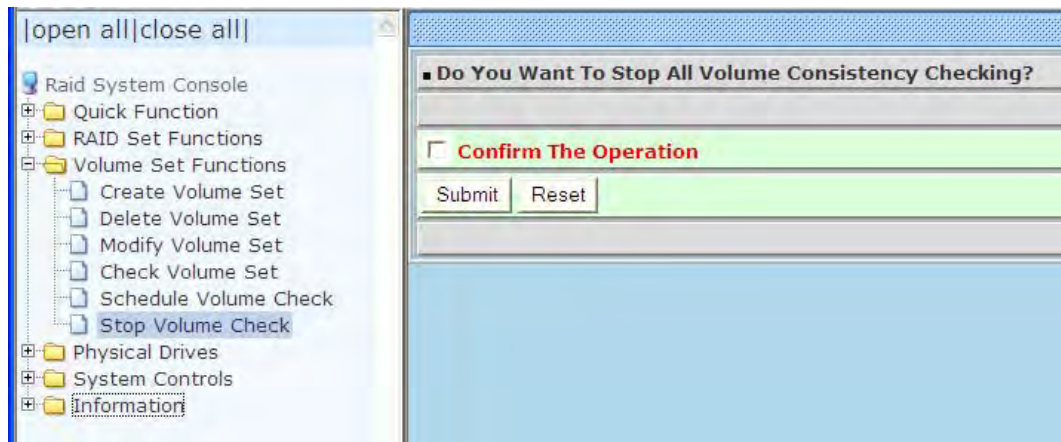 |open all|close all|
Raid System Console
Quick Function
RAID Set Functions
Volume Set Functions
Create Volume Set
Delete Volume Set
Modify Volume Set
Check Volume Set
Schedule Volume Check
Stop Volume Check
Physical Drives
System Controls
Information
Do You Want To Stop All Volume Consistency Checking?
Confirm The Operation
Submit Reset